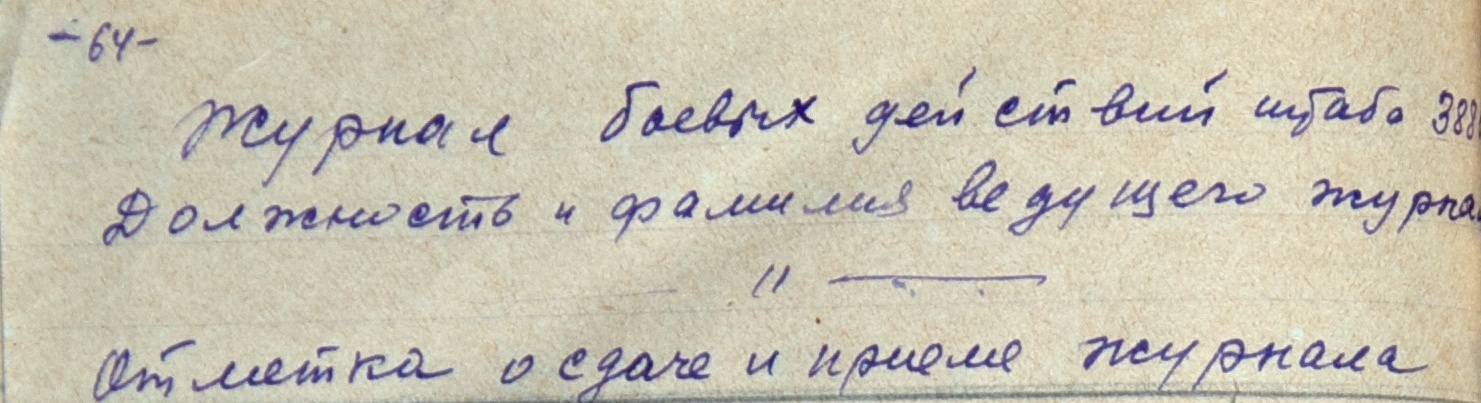 -64-
Журнал боевых действий штаба 388
Должность и фамилия ведущего журна
" —
Отметка о сдаче и приеме журнала